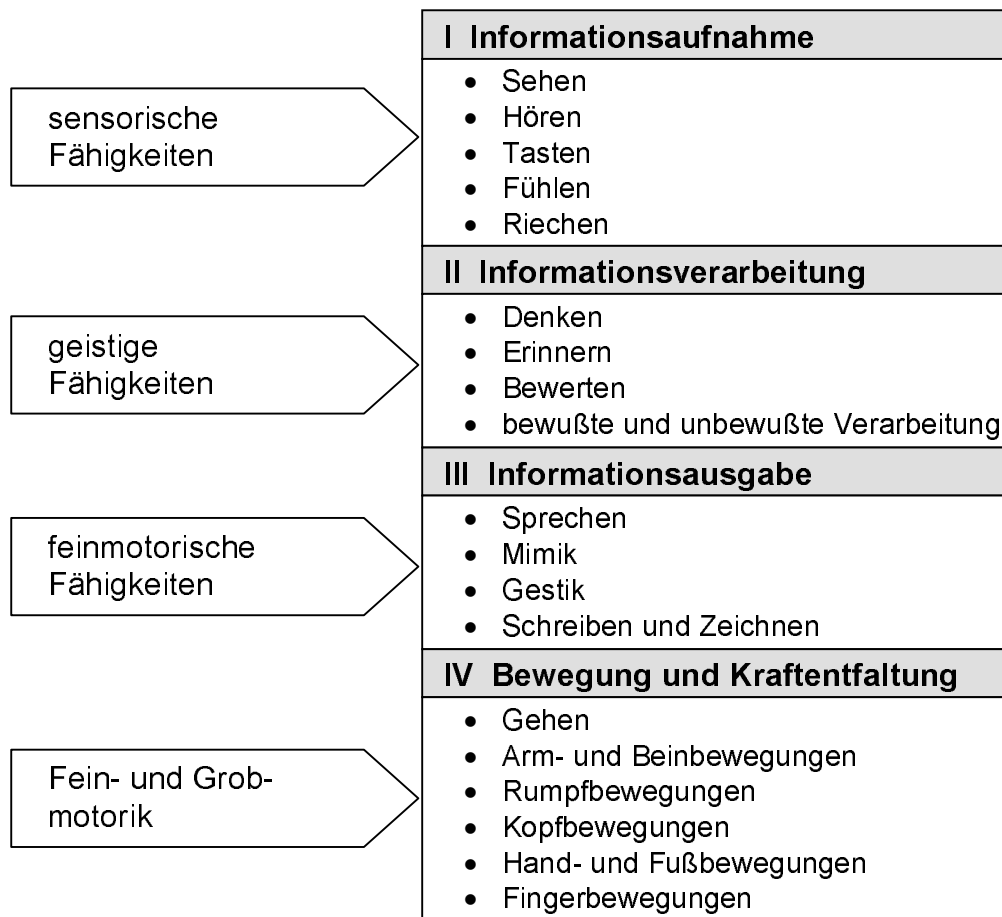 I Informationsaufnahme
sensorische
Fähigkeiten
• Sehen
• Hören
• Tasten
• Fühlen
• Riechen
II Informationsverarbeitung
geistige
Fähigkeiten
• Denken
• Erinnern
• Bewerten
• bewußte und unbewußte Verarbeitung
III Informationsausgabe
feinmotorische
Fähigkeiten
• Sprechen
• Mimik
• Gestik
• Schreiben und Zeichnen
IV Bewegung und Kraftentfaltung
Fein- und Grob-
motorik
• Gehen
• Arm- und Beinbewegungen
• Rumpfbewegungen
• Kopfbewegungen
• Hand- und Fußbewegungen
• Fingerbewegungen